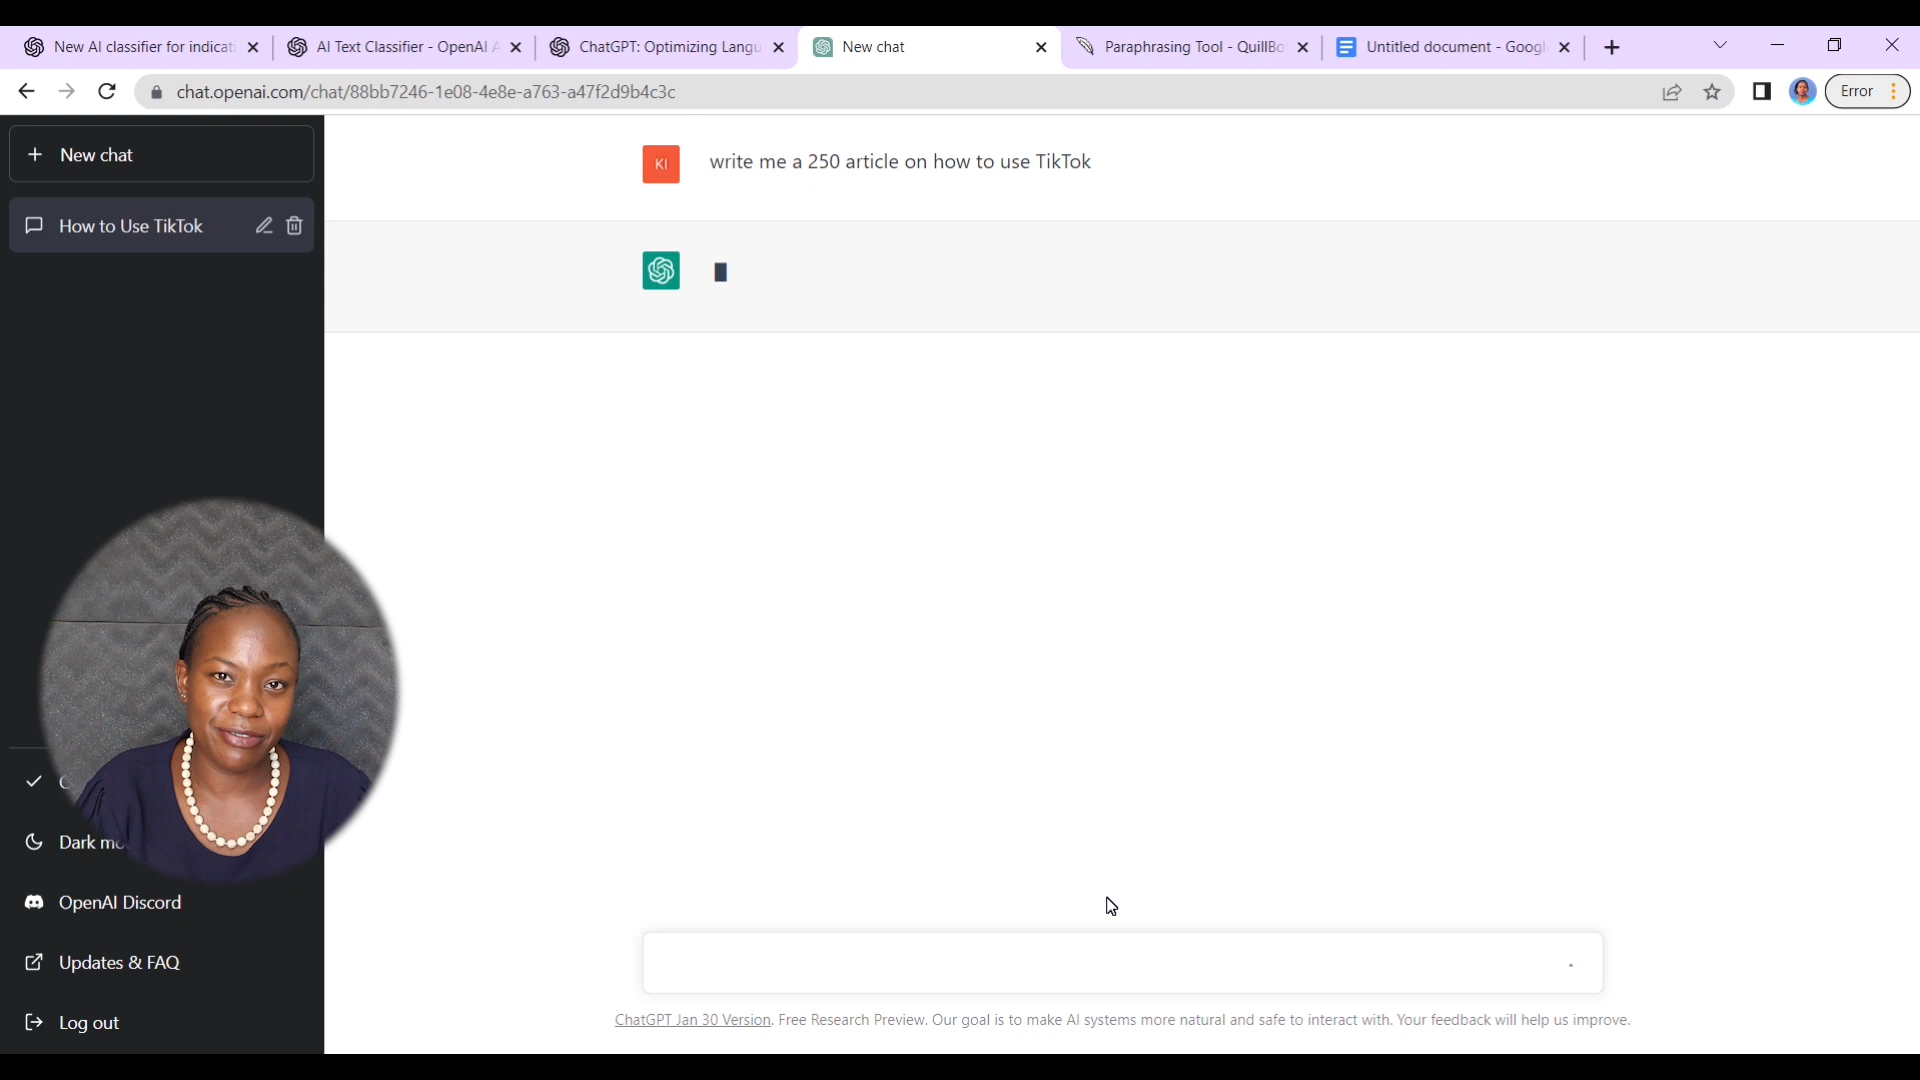 New AI classifier for indicati
AI Text Classifier - OpenAI A
ChatGPT: Optimizing Langu
New chat
Paraphrasing Tool - QuillBo
Untitled document - Googl
chat.openai.com/chat/88bb7246-1e08-4e8e-a763-a47f2d9b4c3c
Error
New chat
How to Use TikTok
KI
write me a 250 article on how to use TikTok
Dark mo
OpenAI Discord
Updates & FAQ
Log out
ChatGPT Jan 30 Version. Free Research Preview. Our goal is to make AI systems more natural and safe to interact with. Your feedback will help us improve.